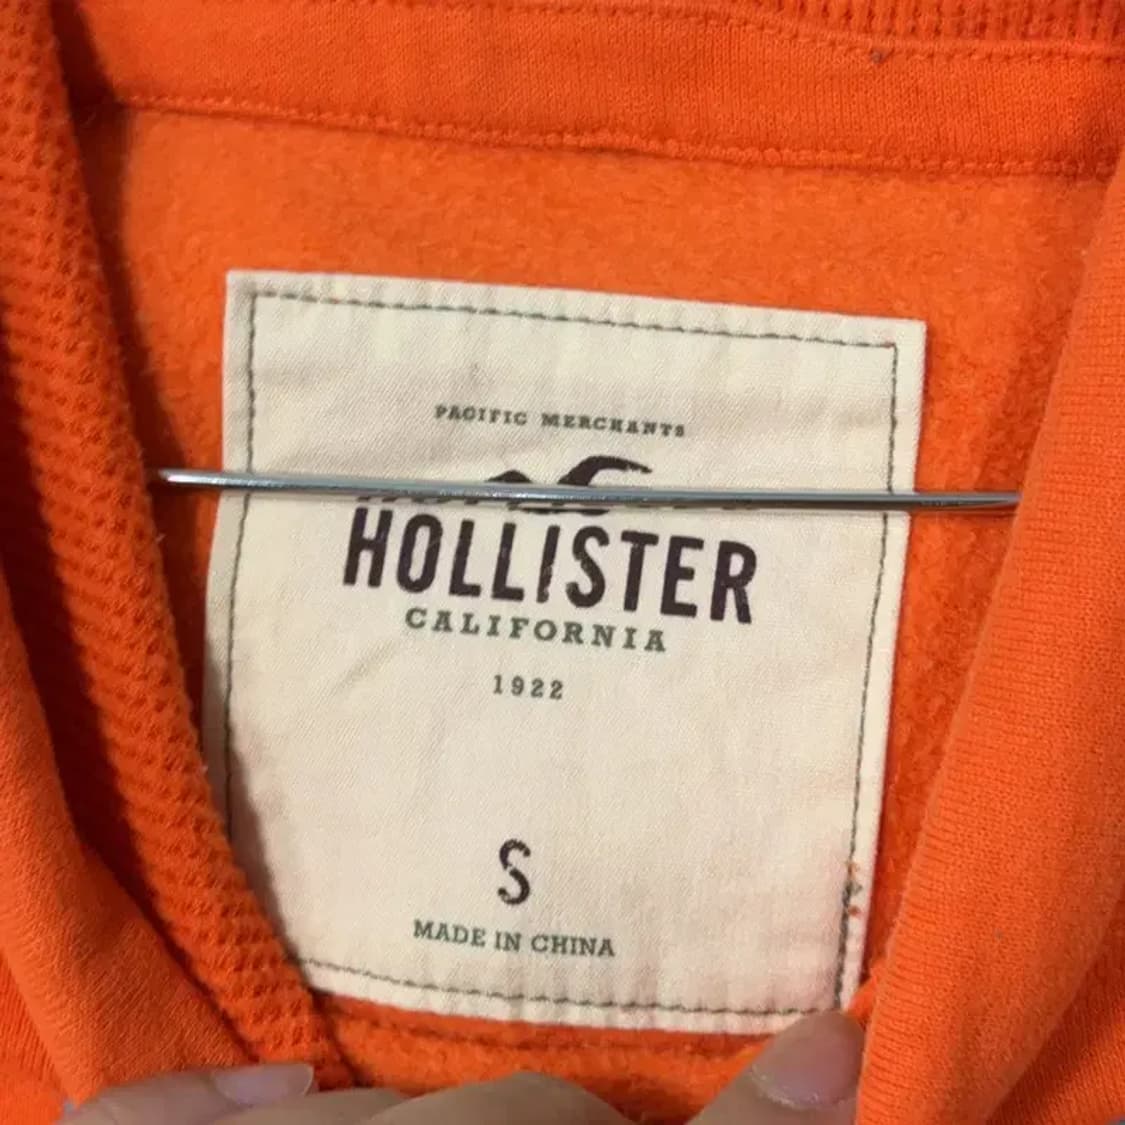 PACIFIC MERCHANTS
HOLLISTER
CALIFORNIA
1922
S
MADE IN CHINA